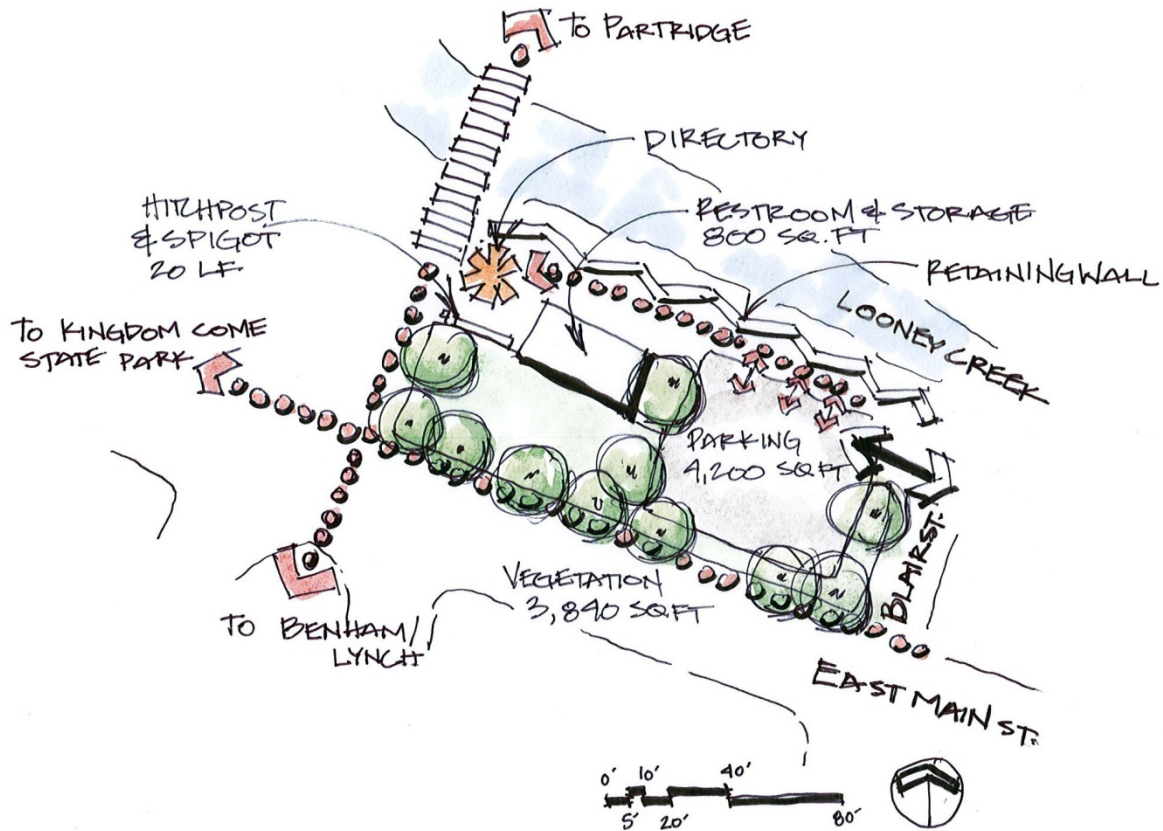 TO PARTRIDGE
DIRECTORY
HITCHPOST
& SPIGOT
20 LF.
RESTROOM & STORAGE
800 SQ. FT
RETAINING WALL
LOONEY CREEK
TO KINGDOM COME
STATE PARK
PARKING
4,200 SQ.FT
BLAIR ST.
VEGETATION
3,840 SQ.FT
TO BENHAM/
LYNCH
EAST MAIN ST.
0' 10' 40'
5' 20' 80'